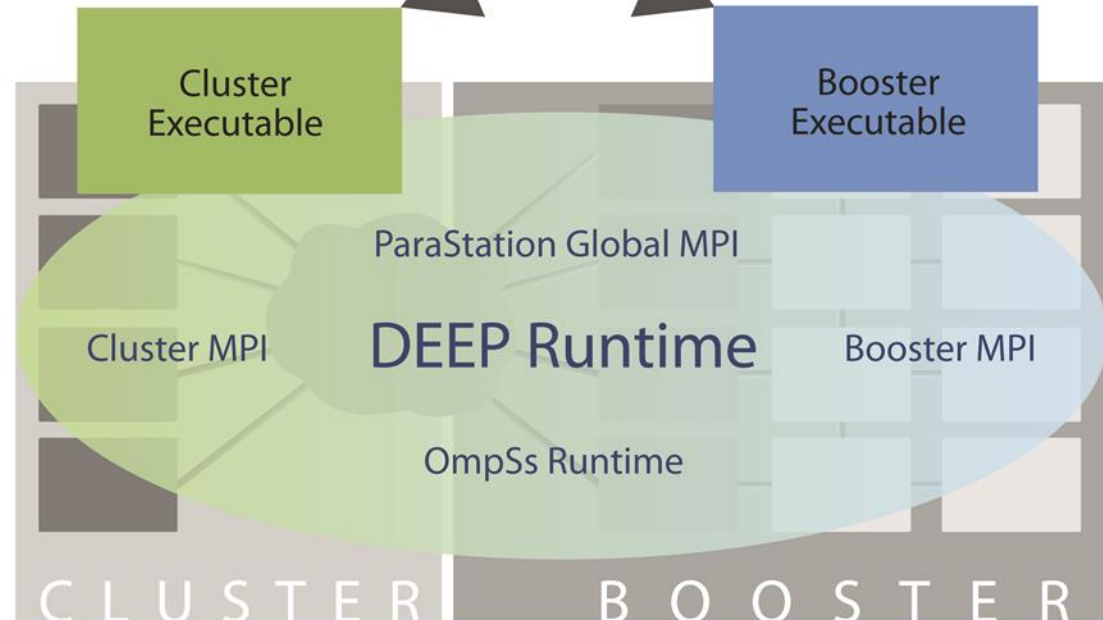 Cluster
Executable
Booster
Executable
ParaStation Global MPI
Cluster MPI
DEEP Runtime
Booster MPI
OmpSs Runtime
CLUSTER
BOOSTER